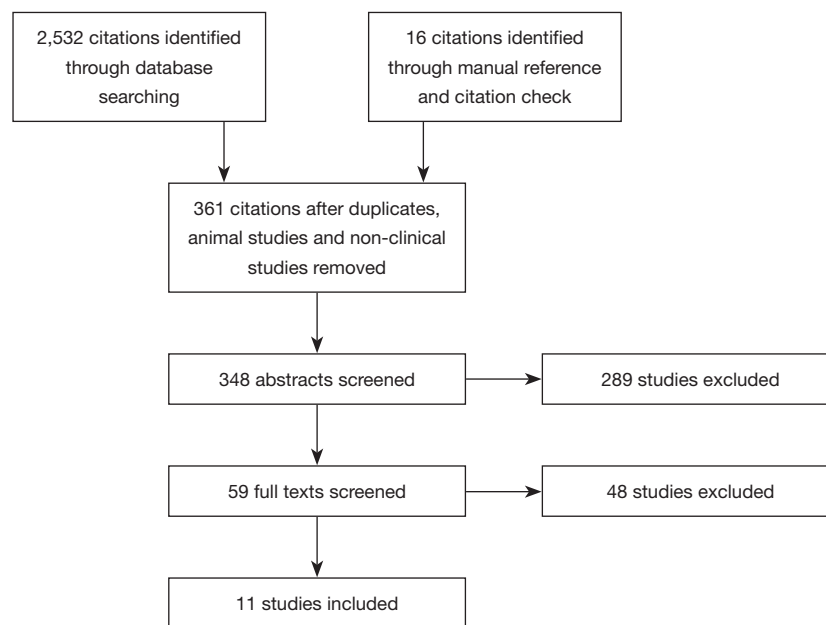 2,532 citations identified
through database
searching
16 citations identified
through manual reference
and citation check
361 citations after duplicates,
animal studies and non-clinical
studies removed
348 abstracts screened
289 studies excluded
59 full texts screened
48 studies excluded
11 studies included